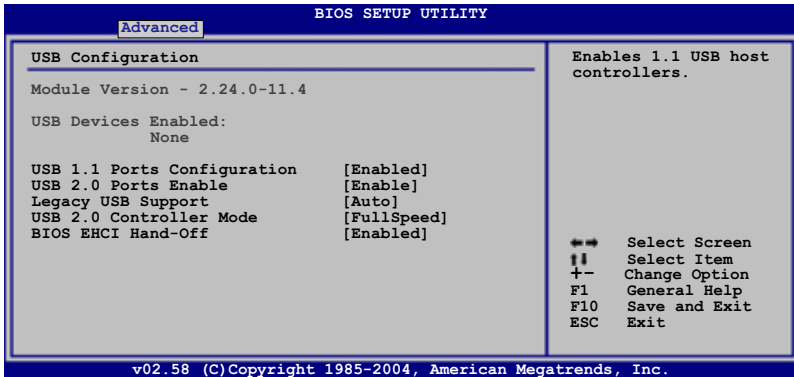 BIOS SETUP UTILITY
Advanced
USB Configuration
Module Version - 2.24.0-11.4
USB Devices Enabled:
None
USB 1.1 Ports Configuration [Enabled]
USB 2.0 Ports Enable [Enable]
Legacy USB Support [Auto]
USB 2.0 Controller Mode [FullSpeed]
BIOS EHCI Hand-Off [Enabled]
Enables 1.1 USB host
controllers.
←→ Select Screen
↑↓ Select Item
+- Change Option
F1 General Help
F10 Save and Exit
ESC Exit
v02.58 (C)Copyright 1985-2004, American Megatrends, Inc.